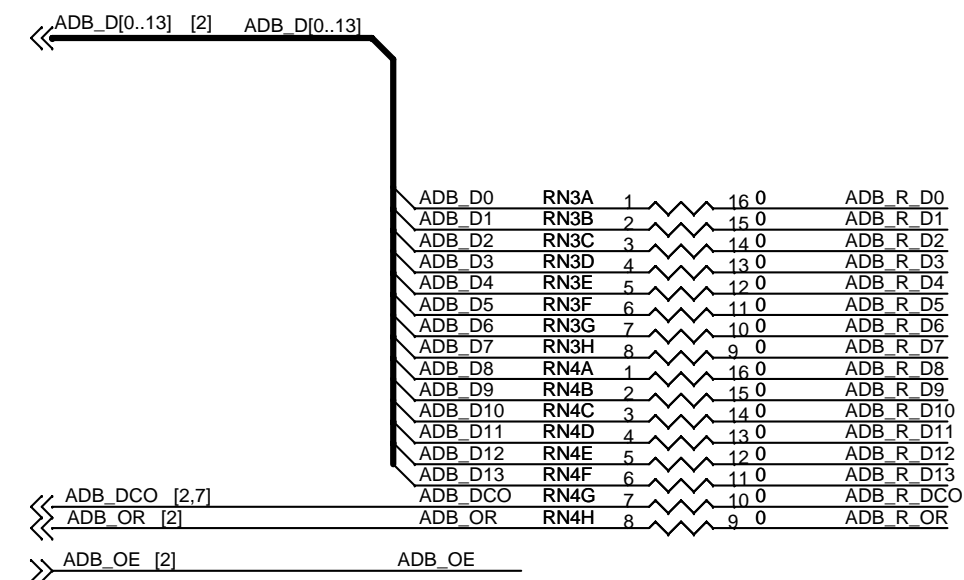 ADB_D[0..13] [2] ADB_D[0..13]
ADB_D0 RN3A 1 16 0 ADB_R_D0
ADB_D1 RN3B 2 15 0 ADB_R_D1
ADB_D2 RN3C 3 14 0 ADB_R_D2
ADB_D3 RN3D 4 13 0 ADB_R_D3
ADB_D4 RN3E 5 12 0 ADB_R_D4
ADB_D5 RN3F 6 11 0 ADB_R_D5
ADB_D6 RN3G 7 10 0 ADB_R_D6
ADB_D7 RN3H 8 9 0 ADB_R_D7
ADB_D8 RN4A 1 16 0 ADB_R_D8
ADB_D9 RN4B 2 15 0 ADB_R_D9
ADB_D10 RN4C 3 14 0 ADB_R_D10
ADB_D11 RN4D 4 13 0 ADB_R_D11
ADB_D12 RN4E 5 12 0 ADB_R_D12
ADB_D13 RN4F 6 11 0 ADB_R_D13
ADB_DCO [2,7] ADB_DCO RN4G 7 10 0 ADB_R_DCO
ADB_OR [2] ADB_OR RN4H 8 9 0 ADB_R_OR
ADB_OE [2] ADB_OE